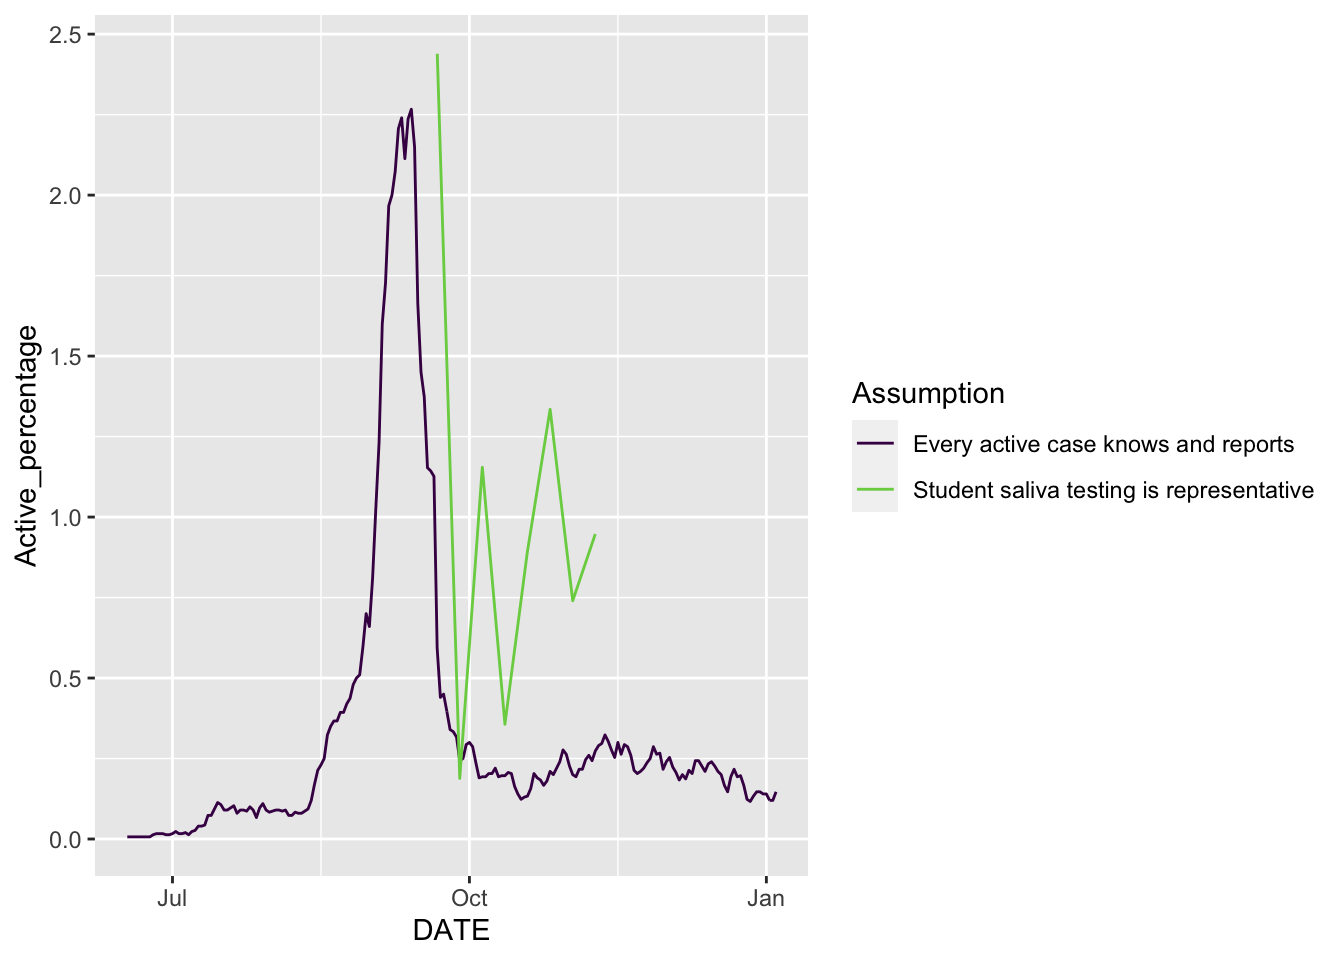 2.5
2.0
1.5
1.0
0.5
0.0
Active_percentage
Jul
Oct
Jan
DATE
Assumption
Every active case knows and reports
Student saliva testing is representative